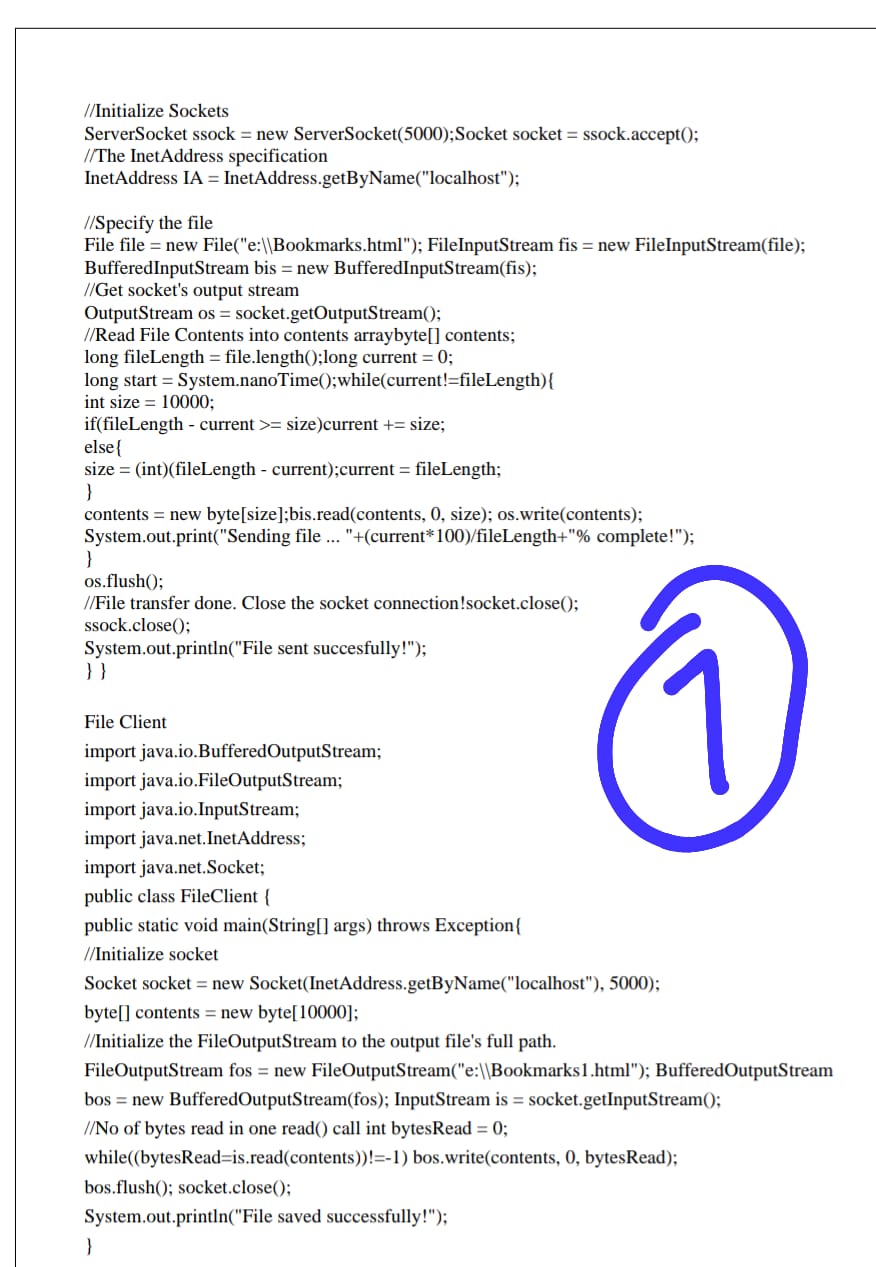 //Initialize Sockets
ServerSocket ssock = new ServerSocket(5000);Socket socket = ssock.accept();
//The InetAddress specification
InetAddress IA = InetAddress.getByName("localhost");
//Specify the file
File file = new File("e:\\Bookmarks.html"); FileInputStream fis = new FileInputStream(file);
BufferedInputStream bis = new BufferedInputStream(fis);
//Get socket's output stream
OutputStream os = socket.getOutputStream();
//Read File Contents into contents arraybyte[] contents;
long fileLength = file.length();long current = 0;
long start = System.nanoTime();while(current!=fileLength){
int size = 10000;
if(fileLength - current >= size)current += size;
else{
size = (int)(fileLength - current);current = fileLength;
}
contents = new byte[size];bis.read(contents, 0, size); os.write(contents);
System.out.print("Sending file ... "+(current*100)/fileLength+"% complete!");
}
os.flush();
//File transfer done. Close the socket connection!socket.close();
ssock.close();
System.out.println("File sent succesfully!");
} }
1
File Client
import java.io.BufferedOutputStream;
import java.io.FileOutputStream;
import java.io.InputStream;
import java.net.InetAddress;
import java.net.Socket;
public class FileClient {
public static void main(String[] args) throws Exception{
//Initialize socket
Socket socket = new Socket(InetAddress.getByName("localhost"), 5000);
byte[] contents = new byte[10000];
//Initialize the FileOutputStream to the output file's full path.
FileOutputStream fos = new FileOutputStream("e:\\Bookmarks1.html"); BufferedOutputStream
bos = new BufferedOutputStream(fos); InputStream is = socket.getInputStream();
//No of bytes read in one read() call int bytesRead = 0;
while((bytesRead=is.read(contents))!=-1) bos.write(contents, 0, bytesRead);
bos.flush(); socket.close();
System.out.println("File saved successfully!");
}